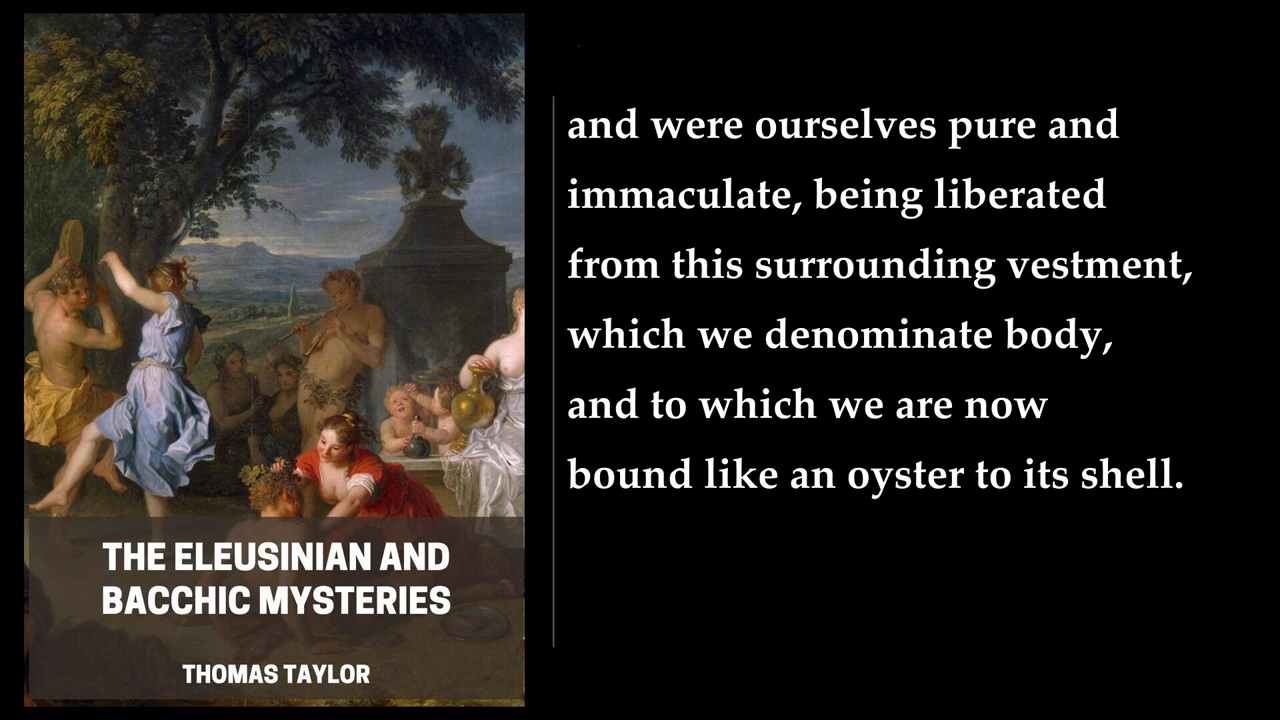 THE ELEUSINIAN AND
BACCHIC MYSTERIES
THOMAS TAYLOR
and were ourselves pure and
immaculate, being liberated
from this surrounding vestment,
which we denominate body,
and to which we are now
bound like an oyster to its shell.